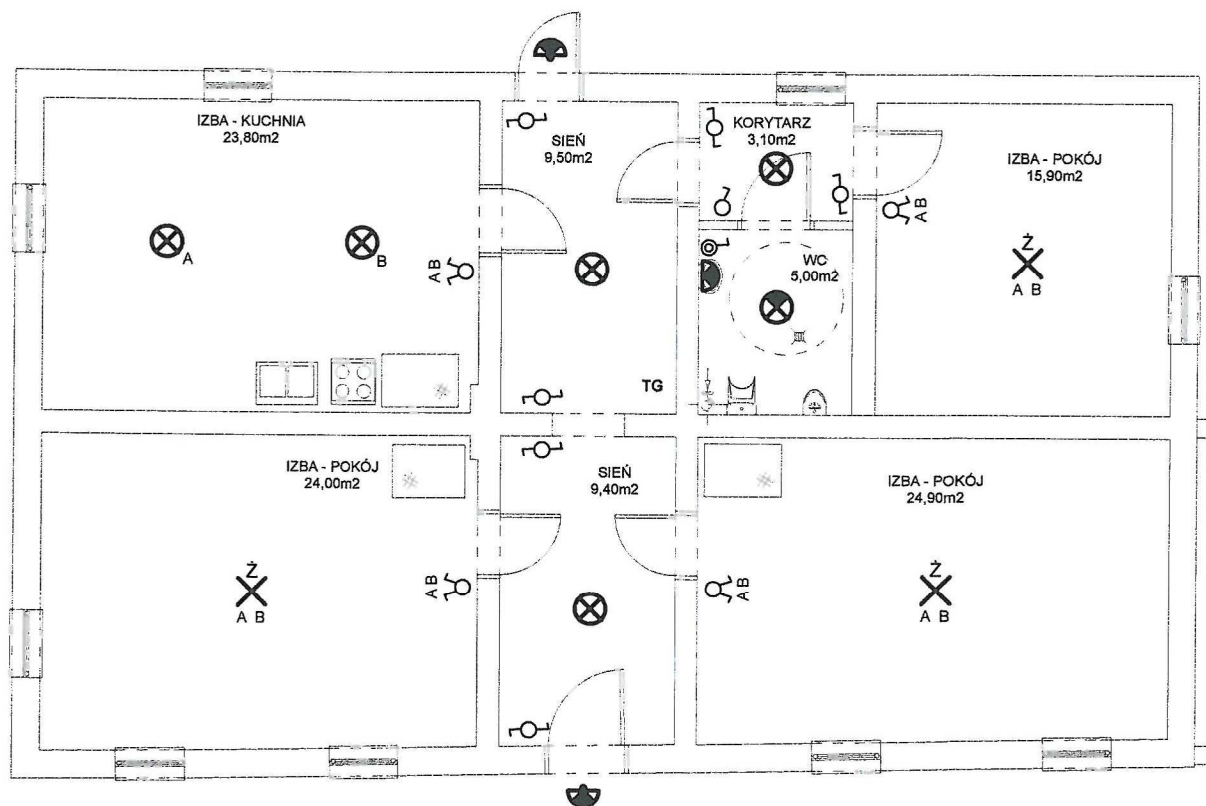 IZBA - KUCHNIA
23,80m2
SIEŃ
9,50m2
KORYTARZ
3,10m2
IZBA - POKÓJ
15,90m2
A B
A
B
A B
WC
5,00m2
Ż
A B
TG
IZBA - POKÓJ
24,00m2
SIEŃ
9,40m2
IZBA - POKÓJ
24,90m2
Ż
A B
A B
A B
Ż
A B